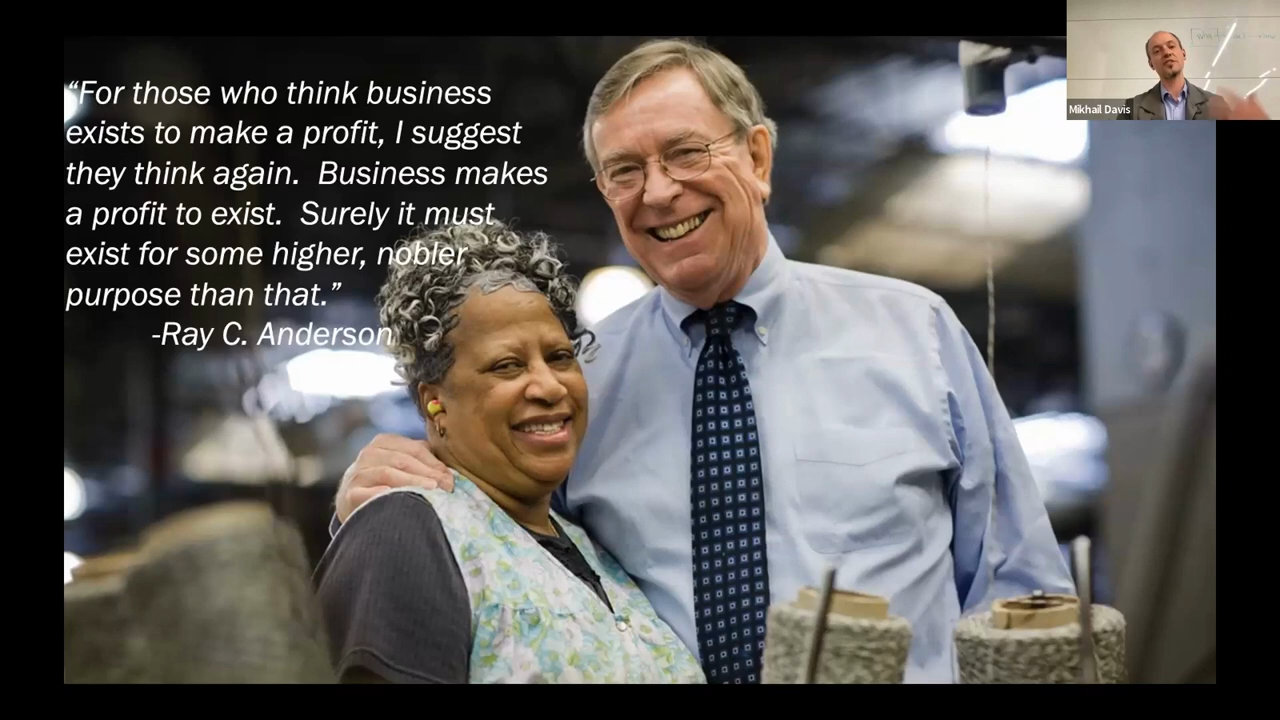 “For those who think business
exists to make a profit, I suggest
they think again.  Business makes
a profit to exist.  Surely it must
exist for some higher, nobler
purpose than that.”
-Ray C. Anderson
Mikhail Davis